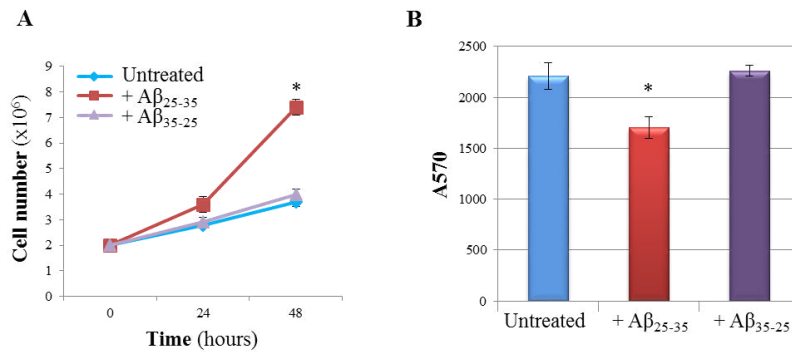 A
B
Cell number (x10⁶)
9
8
7
6
5
4
3
2
1
0
Untreated
+ Aβ25-35
+ Aβ35-25
*
0 24 48
Time (hours)
A570
2500
2000
1500
1000
500
0
*
Untreated + Aβ25-35 + Aβ35-25